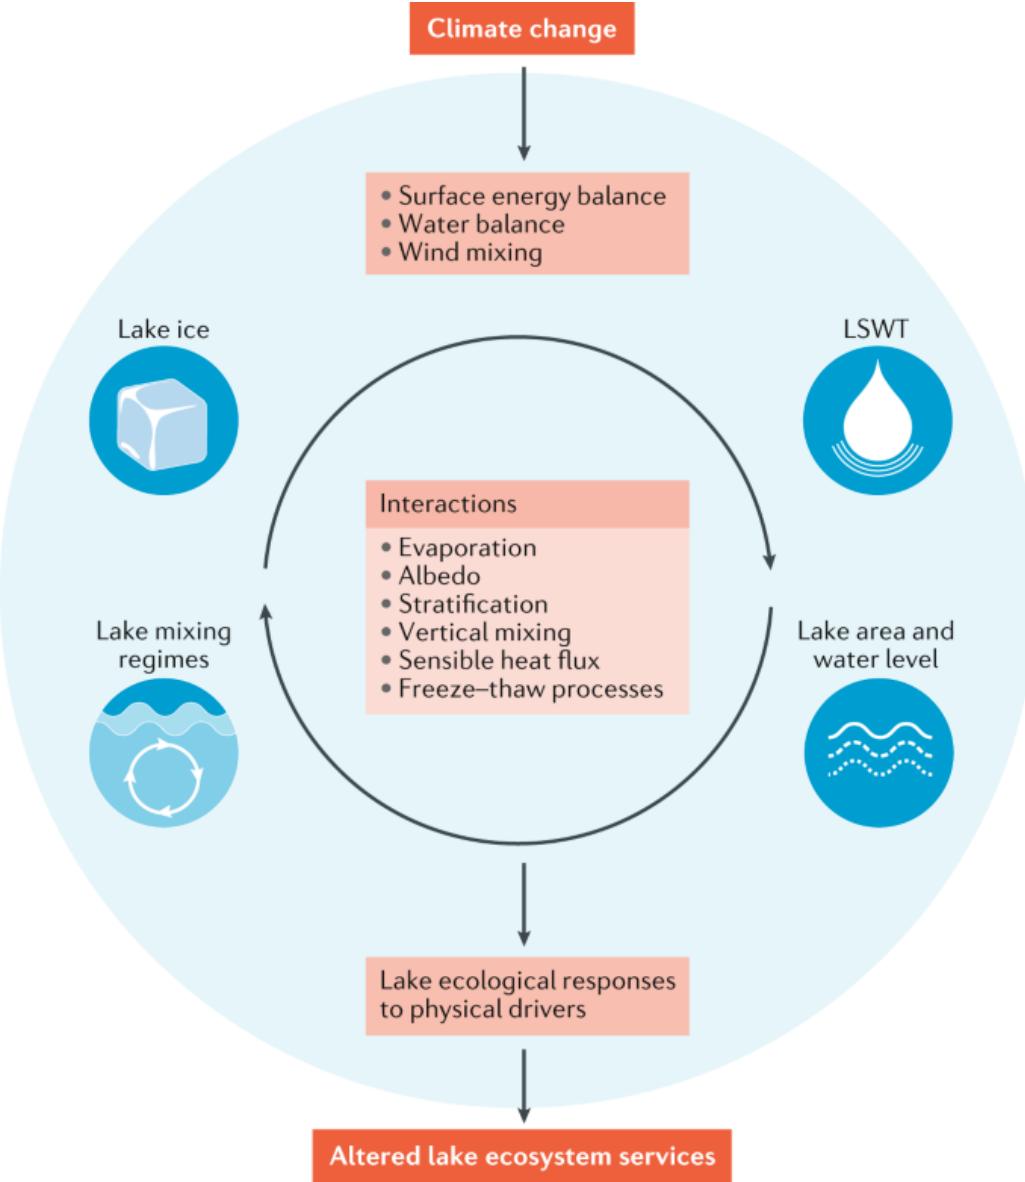 Climate change
• Surface energy balance
• Water balance
• Wind mixing
Lake ice
LSWT
Interactions
• Evaporation
• Albedo
• Stratification
• Vertical mixing
• Sensible heat flux
• Freeze–thaw processes
Lake mixing
regimes
Lake area and
water level
Lake ecological responses
to physical drivers
Altered lake ecosystem services